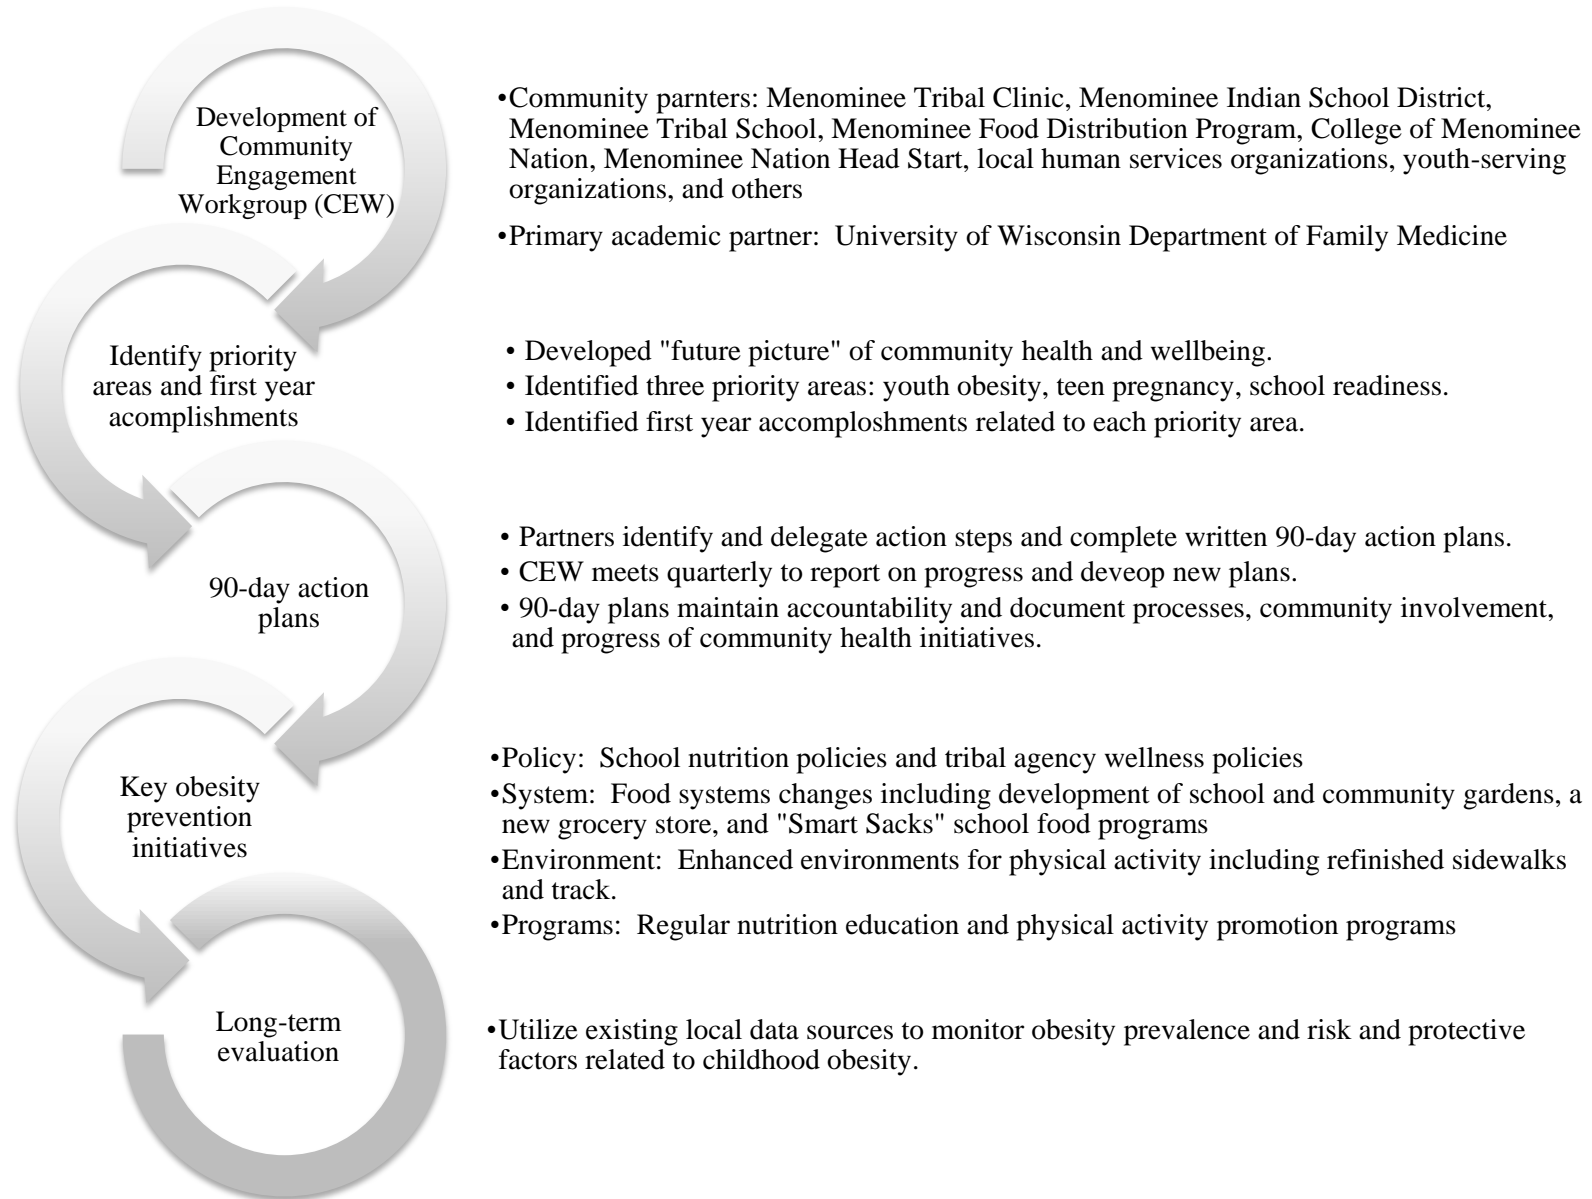 Development of
Community
Engagement
Workgroup (CEW)
•Community parnters: Menominee Tribal Clinic, Menominee Indian School District,
Menominee Tribal School, Menominee Food Distribution Program, College of Menominee
Nation, Menominee Nation Head Start, local human services organizations, youth-serving
organizations, and others
•Primary academic partner: University of Wisconsin Department of Family Medicine
Identify priority
areas and first year
acomplishments
• Developed "future picture" of community health and wellbeing.
• Identified three priority areas: youth obesity, teen pregnancy, school readiness.
• Identified first year accomploshments related to each priority area.
90-day action
plans
• Partners identify and delegate action steps and complete written 90-day action plans.
• CEW meets quarterly to report on progress and deveop new plans.
• 90-day plans maintain accountability and document processes, community involvement,
and progress of community health initiatives.
Key obesity
prevention
initiatives
•Policy: School nutrition policies and tribal agency wellness policies
•System: Food systems changes including development of school and community gardens, a
new grocery store, and "Smart Sacks" school food programs
•Environment: Enhanced environments for physical activity including refinished sidewalks
and track.
•Programs: Regular nutrition education and physical activity promotion programs
Long-term
evaluation
•Utilize existing local data sources to monitor obesity prevalence and risk and protective
factors related to childhood obesity.